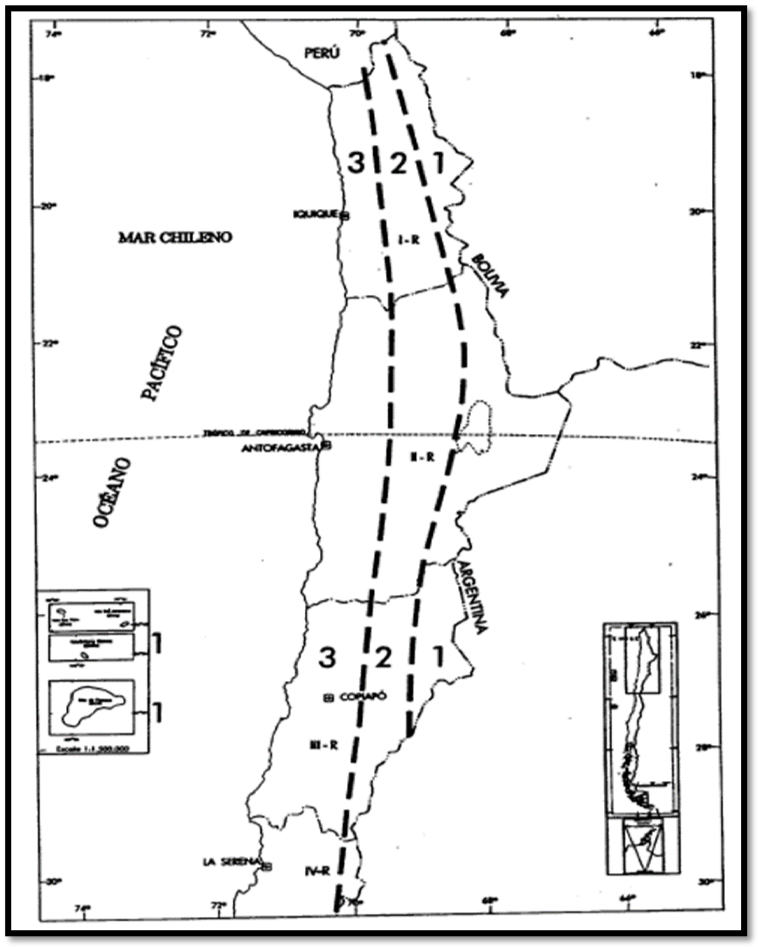 74° 72° 70° 68° 66°
PERÚ
18° 18°
3 2 1
20° 20°
IQUIQUE
MAR CHILENO
I-R
BOLIVIA
22° 22°
PACÍFICO
TRÓPICO DE CAPRICORNIO
ANTOFAGASTA
II-R
24° 24°
OCÉANO
ARGENTINA
26°
3 2 1
1
COPIAPÓ
1
III-R
Escala 1:1.500.000
28°
LA SERENA
IV-R
30° 30°
74° 72° 70° 68° 66°